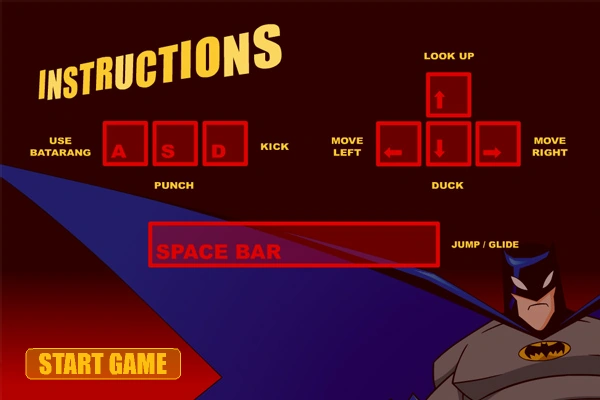 INSTRUCTIONS
LOOK UP
USE
BATARANG
A S D
KICK
MOVE
LEFT
MOVE
RIGHT
PUNCH
DUCK
SPACE BAR
JUMP / GLIDE
START GAME